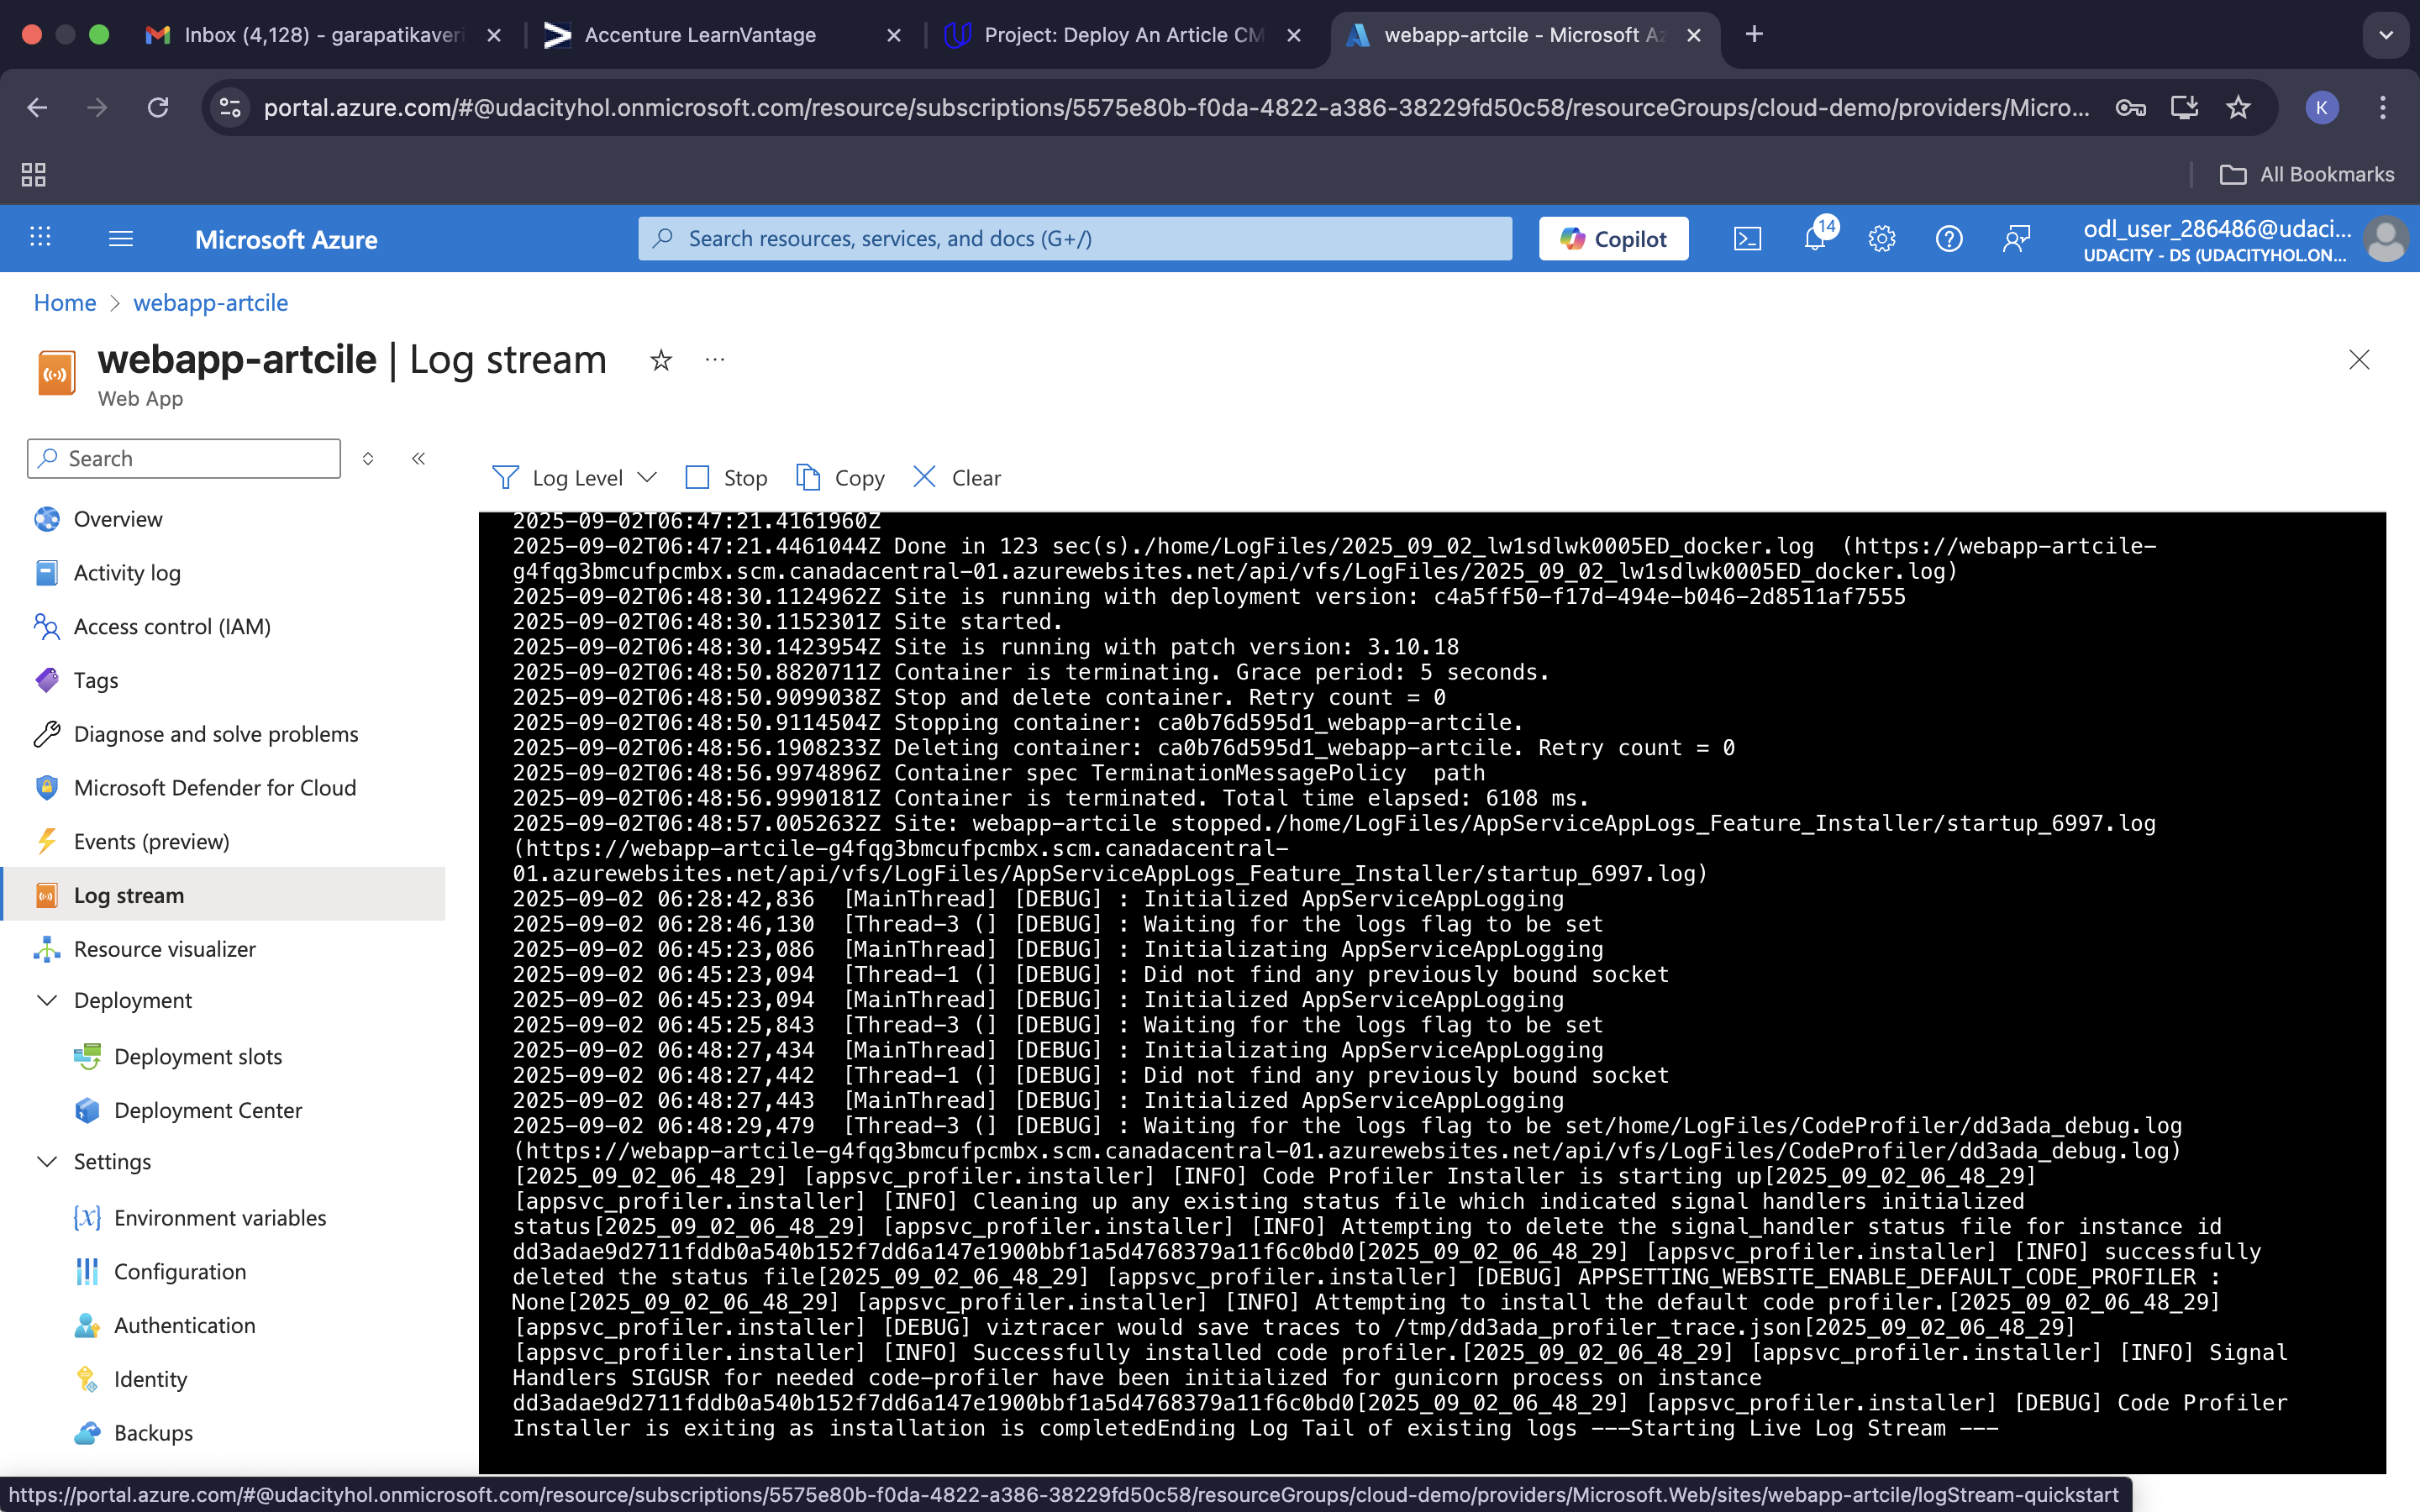 Inbox (4,128) - garapatikaveri
Accenture LearnVantage
Project: Deploy An Article CM
webapp-artcile - Microsoft Az
portal.azure.com/#@udacityhol.onmicrosoft.com/resource/subscriptions/5575e80b-f0da-4822-a386-38229fd50c58/resourceGroups/cloud-demo/providers/Micro...
K
All Bookmarks
Microsoft Azure
Search resources, services, and docs (G+/)
Copilot
14
odl_user_286486@udaci...
UDACITY - DS (UDACITYHOL.ON...
Home > webapp-artcile
webapp-artcile | Log stream
Web App
Search
Log Level
Stop
Copy
Clear
Overview
Activity log
Access control (IAM)
Tags
Diagnose and solve problems
Microsoft Defender for Cloud
Events (preview)
Log stream
Resource visualizer
Deployment
Deployment slots
Deployment Center
Settings
Environment variables
Configuration
Authentication
Identity
Backups
2025-09-02T06:47:21.4161960Z
2025-09-02T06:47:21.4461044Z Done in 123 sec(s)./home/LogFiles/2025_09_02_lw1sdlwk0005ED_docker.log  (https://webapp-artcile-
g4fqg3bmcufpcmbx.scm.canadacentral-01.azurewebsites.net/api/vfs/LogFiles/2025_09_02_lw1sdlwk0005ED_docker.log)
2025-09-02T06:48:30.1124962Z Site is running with deployment version: c4a5ff50-f17d-494e-b046-2d8511af7555
2025-09-02T06:48:30.1152301Z Site started.
2025-09-02T06:48:30.1423954Z Site is running with patch version: 3.10.18
2025-09-02T06:48:50.8820711Z Container is terminating. Grace period: 5 seconds.
2025-09-02T06:48:50.9099038Z Stop and delete container. Retry count = 0
2025-09-02T06:48:50.9114504Z Stopping container: ca0b76d595d1_webapp-artcile.
2025-09-02T06:48:56.1908233Z Deleting container: ca0b76d595d1_webapp-artcile. Retry count = 0
2025-09-02T06:48:56.9974896Z Container spec TerminationMessagePolicy  path
2025-09-02T06:48:56.9990181Z Container is terminated. Total time elapsed: 6108 ms.
2025-09-02T06:48:57.0052632Z Site: webapp-artcile stopped./home/LogFiles/AppServiceAppLogs_Feature_Installer/startup_6997.log
(https://webapp-artcile-g4fqg3bmcufpcmbx.scm.canadacentral-
01.azurewebsites.net/api/vfs/LogFiles/AppServiceAppLogs_Feature_Installer/startup_6997.log)
2025-09-02 06:28:42,836  [MainThread] [DEBUG] : Initialized AppServiceAppLogging
2025-09-02 06:28:46,130  [Thread-3 (] [DEBUG] : Waiting for the logs flag to be set
2025-09-02 06:45:23,086  [MainThread] [DEBUG] : Initializating AppServiceAppLogging
2025-09-02 06:45:23,094  [Thread-1 (] [DEBUG] : Did not find any previously bound socket
2025-09-02 06:45:23,094  [MainThread] [DEBUG] : Initialized AppServiceAppLogging
2025-09-02 06:45:25,843  [Thread-3 (] [DEBUG] : Waiting for the logs flag to be set
2025-09-02 06:48:27,434  [MainThread] [DEBUG] : Initializating AppServiceAppLogging
2025-09-02 06:48:27,442  [Thread-1 (] [DEBUG] : Did not find any previously bound socket
2025-09-02 06:48:27,443  [MainThread] [DEBUG] : Initialized AppServiceAppLogging
2025-09-02 06:48:29,479  [Thread-3 (] [DEBUG] : Waiting for the logs flag to be set/home/LogFiles/CodeProfiler/dd3ada_debug.log
(https://webapp-artcile-g4fqg3bmcufpcmbx.scm.canadacentral-01.azurewebsites.net/api/vfs/LogFiles/CodeProfiler/dd3ada_debug.log)
[2025_09_02_06_48_29] [appsvc_profiler.installer] [INFO] Code Profiler Installer is starting up[2025_09_02_06_48_29]
[appsvc_profiler.installer] [INFO] Cleaning up any existing status file which indicated signal handlers initialized
status[2025_09_02_06_48_29] [appsvc_profiler.installer] [INFO] Attempting to delete the signal_handler status file for instance id
dd3adae9d2711fddb0a540b152f7dd6a147e1900bbf1a5d4768379a11f6c0bd0[2025_09_02_06_48_29] [appsvc_profiler.installer] [INFO] successfully
deleted the status file[2025_09_02_06_48_29] [appsvc_profiler.installer] [DEBUG] APPSETTING_WEBSITE_ENABLE_DEFAULT_CODE_PROFILER :
None[2025_09_02_06_48_29] [appsvc_profiler.installer] [INFO] Attempting to install the default code profiler.[2025_09_02_06_48_29]
[appsvc_profiler.installer] [DEBUG] viztracer would save traces to /tmp/dd3ada_profiler_trace.json[2025_09_02_06_48_29]
[appsvc_profiler.installer] [INFO] Successfully installed code profiler.[2025_09_02_06_48_29] [appsvc_profiler.installer] [INFO] Signal
Handlers SIGUSR for needed code-profiler have been initialized for gunicorn process on instance
dd3adae9d2711fddb0a540b152f7dd6a147e1900bbf1a5d4768379a11f6c0bd0[2025_09_02_06_48_29] [appsvc_profiler.installer] [DEBUG] Code Profiler
Installer is exiting as installation is completedEnding Log Tail of existing logs ---Starting Live Log Stream ---
https://portal.azure.com/#@udacityhol.onmicrosoft.com/resource/subscriptions/5575e80b-f0da-4822-a386-38229fd50c58/resourceGroups/cloud-demo/providers/Microsoft.Web/sites/webapp-artcile/logStream-quickstart